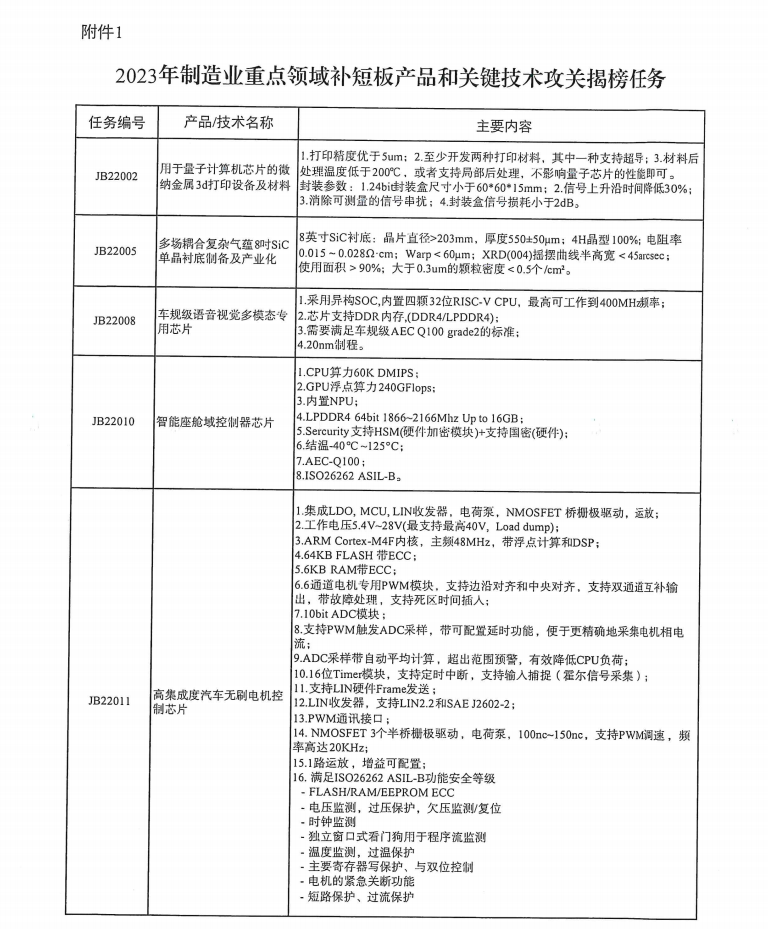 附件1
2023年制造业重点领域补短板产品和关键技术攻关揭榜任务
任务编号
产品/技术名称
主要内容
JB22002
用于量子计算机芯片的微
纳金属3d打印设备及材料
1.打印精度优于5um；2.至少开发两种打印材料，其中一种支持超导；3.材料后
处理温度低于200℃，或者支持局部后处理，不影响量子芯片的性能即可。
封装参数：1.24bit封装盒尺寸小于60*60*15mm；2.信号上升沿时间降低30%；
3.消除可测量的信号串扰；4.封装盒信号损耗小于2dB。
JB22005
多场耦合复杂气蕴8吋SiC
单晶衬底制备及产业化
8英寸SiC衬底：晶片直径>203mm，厚度550±50μm；4H晶型100%；电阻率
0.015～0.028Ω·cm；Warp＜60μm；XRD(004)摇摆曲线半高宽＜45arcsec；
使用面积＞90%；大于0.3um的颗粒密度＜0.5个/cm²。
JB22008
车规级语音视觉多模态专
用芯片
1.采用异构SOC,内置四颗32位RISC-V CPU，最高可工作到400MHz频率；
2.芯片支持DDR内存,(DDR4/LPDDR4)；
3.需要满足车规级AEC Q100 grade2的标准；
4.20nm制程。
JB22010
智能座舱域控制器芯片
1.CPU算力60K DMIPS；
2.GPU浮点算力240GFlops；
3.内置NPU；
4.LPDDR4 64bit 1866~2166Mhz Up to 16GB；
5.Sercurity支持HSM(硬件加密模块)+支持国密(硬件)；
6.结温-40℃~125℃；
7.AEC-Q100；
8.ISO26262 ASIL-B。
JB22011
高集成度汽车无刷电机控
制芯片
1.集成LDO, MCU, LIN收发器，电荷泵，NMOSFET 桥栅极驱动，运放；
2.工作电压5.4V~28V(最支持最高40V, Load dump)；
3.ARM Cortex-M4F内核，主频48MHz，带浮点计算和DSP；
4.64KB FLASH 带ECC；
5.6KB RAM带ECC；
6.6通道电机专用PWM模块，支持边沿对齐和中央对齐，支持双通道互补输
出，带故障处理，支持死区时间插入；
7.10bit ADC模块；
8.支持PWM触发ADC采样，带可配置延时功能，便于更精确地采集电机相电
流；
9.ADC采样带自动平均计算，超出范围预警，有效降低CPU负荷；
10.16位Timer模块，支持定时中断，支持输入捕捉（霍尔信号采集）；
11.支持LIN硬件Frame发送；
12.LIN收发器，支持LIN2.2和SAE J2602-2；
13.PWM通讯接口；
14. NMOSFET 3个半桥栅极驱动，电荷泵，100nc~150nc，支持PWM调速，频
率高达20KHz；
15.1路运放，增益可配置；
16. 满足ISO26262 ASIL-B功能安全等级
- FLASH/RAM/EEPROM ECC
- 电压监测，过压保护，欠压监测/复位
- 时钟监测
- 独立窗口式看门狗用于程序流监测
- 温度监测，过温保护
- 主要寄存器写保护、与双位控制
- 电机的紧急关断功能
- 短路保护、过流保护